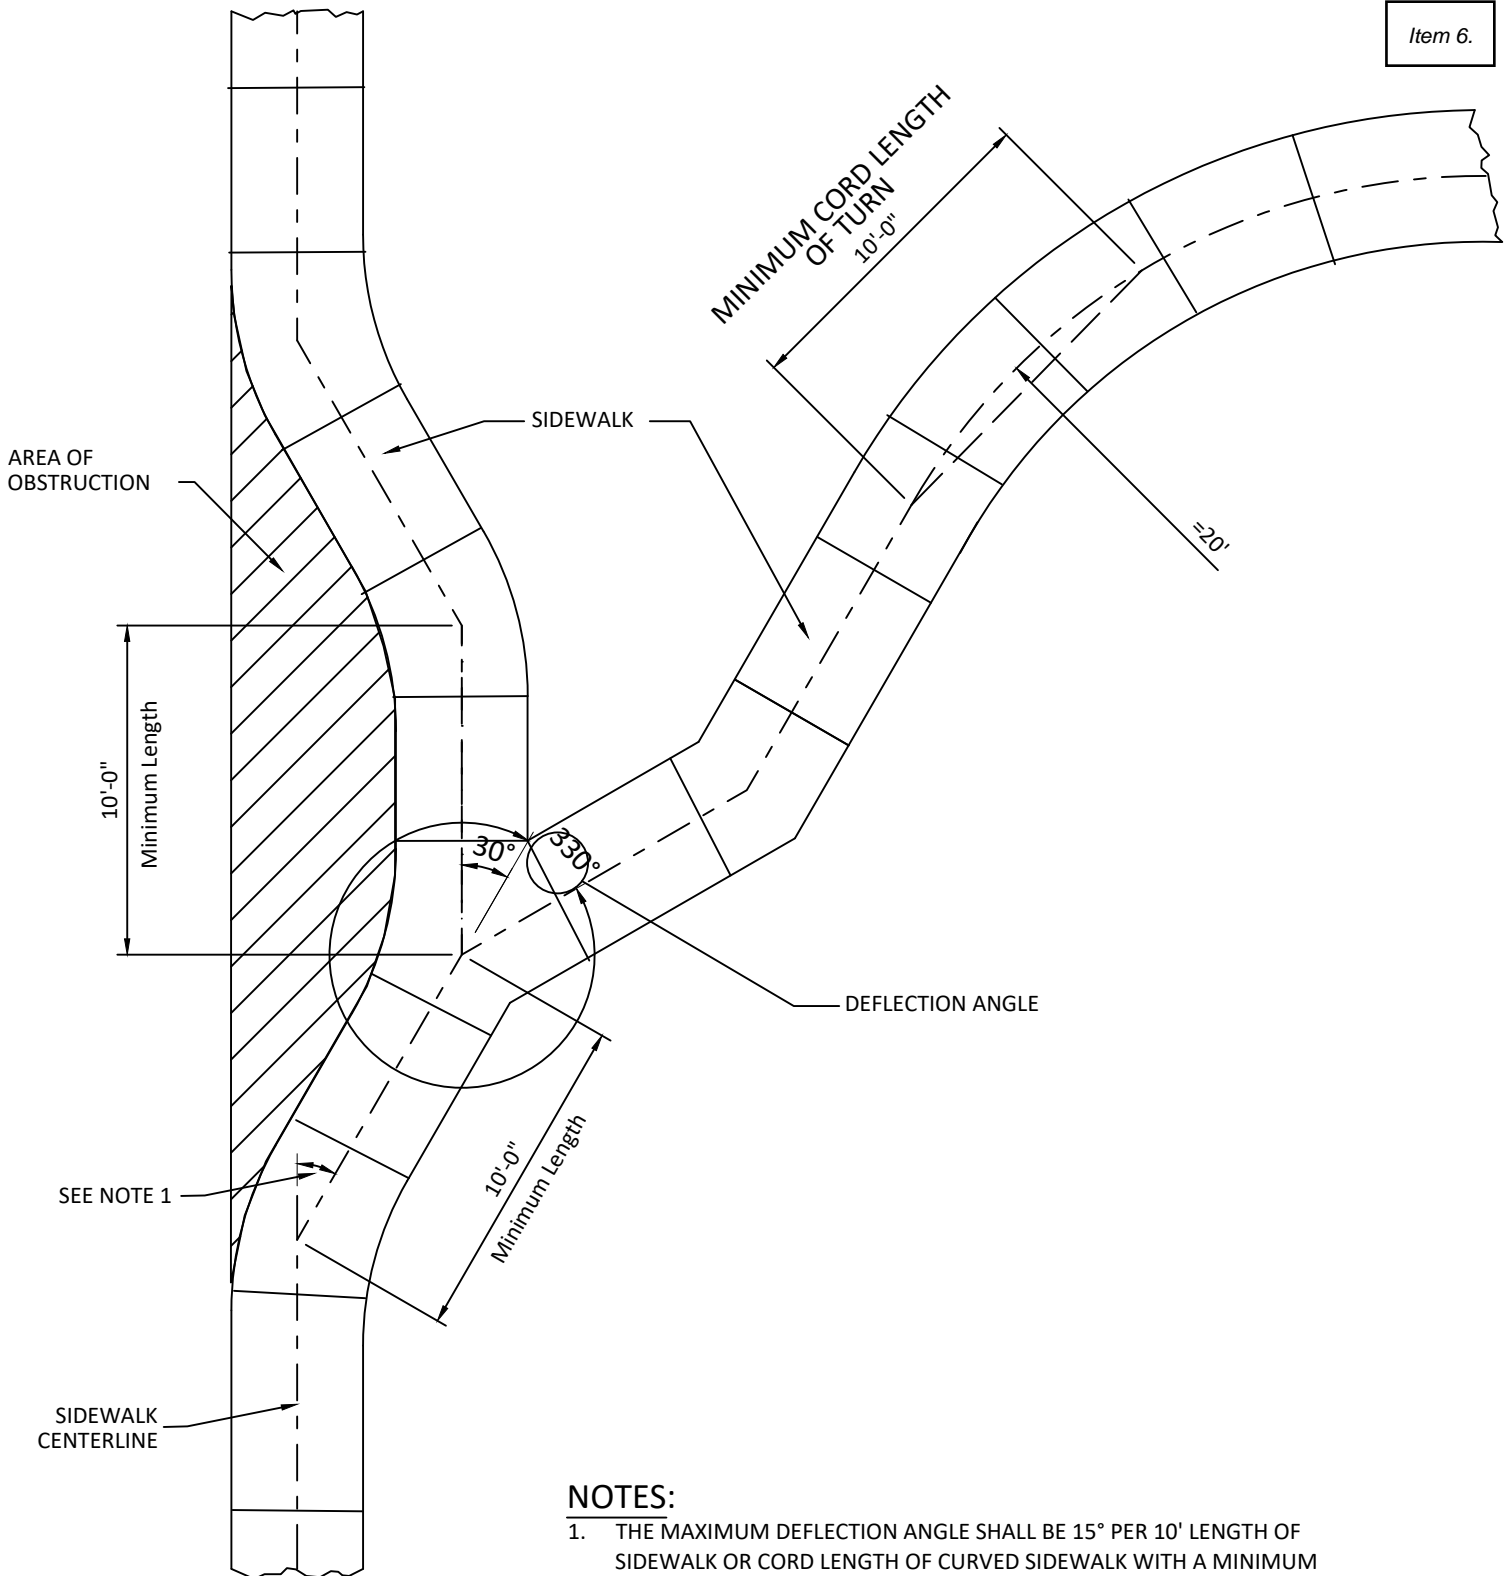 Item 6.
MINIMUM CORD LENGTH
OF TURN
10'-0"
SIDEWALK
AREA OF
OBSTRUCTION
=20'
10'-0"
Minimum Length
30°
330°
DEFLECTION ANGLE
10'-0"
Minimum Length
SEE NOTE 1
SIDEWALK
CENTERLINE
NOTES:
1. THE MAXIMUM DEFLECTION ANGLE SHALL BE 15° PER 10' LENGTH OF
SIDEWALK OR CORD LENGTH OF CURVED SIDEWALK WITH A MINIMUM